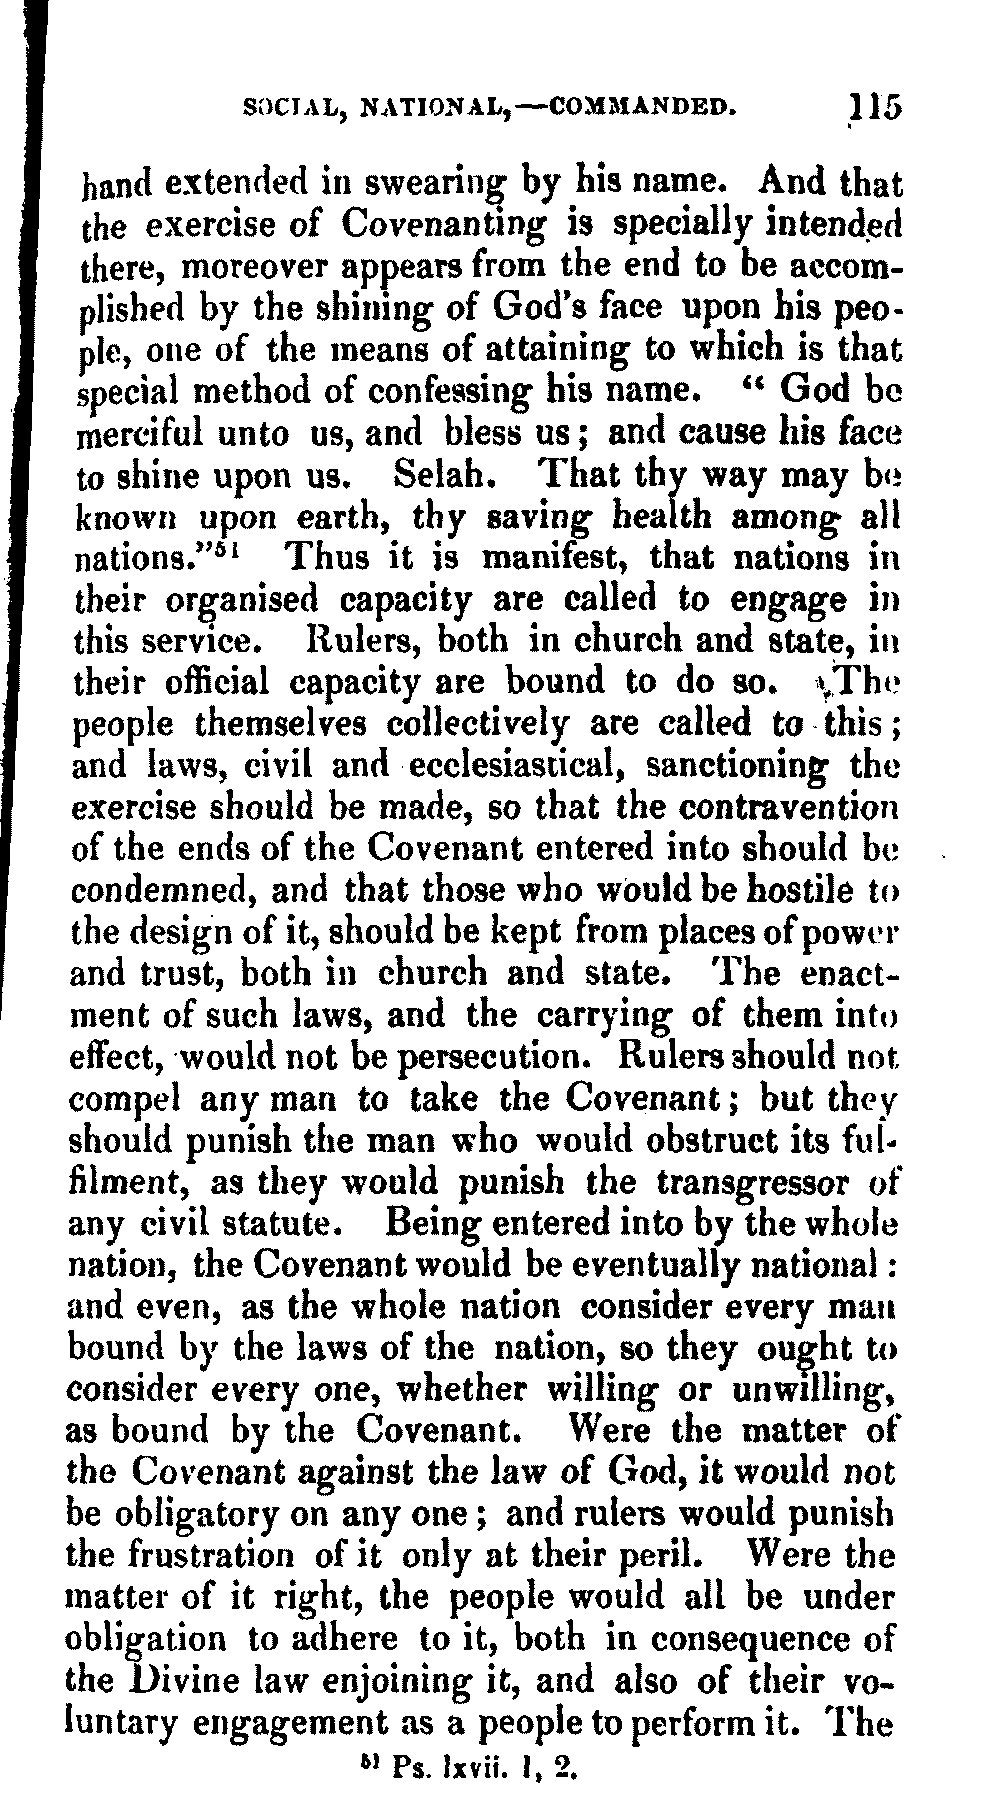 SOCIAL, NATIONAL,—COMMANDED. 115
hand extended in swearing by his name. And that
the exercise of Covenanting is specially intended
there, moreover appears from the end to be accom-
plished by the shining of God's face upon his peo-
ple, one of the means of attaining to which is that
special method of confessing his name. “ God be
merciful unto us, and bless us; and cause his face
to shine upon us. Selah. That thy way may be
known upon earth, thy saving health among all
nations.”⁵¹ Thus it is manifest, that nations in
their organised capacity are called to engage in
this service. Rulers, both in church and state, in
their official capacity are bound to do so. The
people themselves collectively are called to this;
and laws, civil and ecclesiastical, sanctioning the
exercise should be made, so that the contravention
of the ends of the Covenant entered into should be
condemned, and that those who would be hostile to
the design of it, should be kept from places of power
and trust, both in church and state. The enact-
ment of such laws, and the carrying of them into
effect, would not be persecution. Rulers should not
compel any man to take the Covenant; but they
should punish the man who would obstruct its ful-
filment, as they would punish the transgressor of
any civil statute. Being entered into by the whole
nation, the Covenant would be eventually national:
and even, as the whole nation consider every man
bound by the laws of the nation, so they ought to
consider every one, whether willing or unwilling,
as bound by the Covenant. Were the matter of
the Covenant against the law of God, it would not
be obligatory on any one; and rulers would punish
the frustration of it only at their peril. Were the
matter of it right, the people would all be under
obligation to adhere to it, both in consequence of
the Divine law enjoining it, and also of their vo-
luntary engagement as a people to perform it. The
⁵¹ Ps. lxvii. 1, 2.